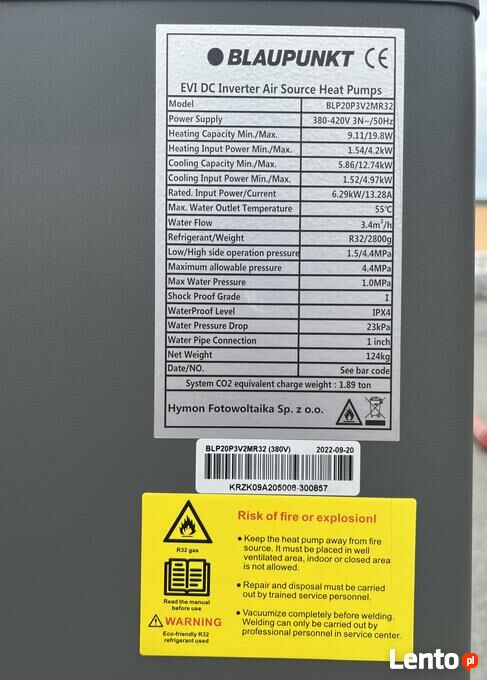 BLAUPUNKT CE
EVI DC Inverter Air Source Heat Pumps
Model BLP20P3V2MR32
Power Supply 380-420V 3N~/50Hz
Heating Capacity Min./Max. 9.11/19.8W
Heating Input Power Min./Max. 1.54/4.2kW
Cooling Capacity Min./Max. 5.86/12.74kW
Cooling Input Power Min./Max. 1.52/4.97kW
Rated. Input Power/Current 6.29kW/13.28A
Max. Water Outlet Temperature 55℃
Water Flow 3.4m³/h
Refrigerant/Weight R32/2800g
Low/High side operation pressure 1.5/4.4MPa
Maximum allowable pressure 4.4MPa
Max Water Pressure 1.0MPa
Shock Proof Grade I
WaterProof Level IPX4
Water Pressure Drop 23kPa
Water Pipe Connection 1 inch
Net Weight 124kg
Date/NO. See bar code
System CO2 equivalent charge weight : 1.89 ton
Hymon Fotowoltaika Sp. z o.o.
BLP20P3V2MR32 (380V) 2022-09-20
KRZK09A205008-300857
Risk of fire or explosionl
R32 gas
• Keep the heat pump away from fire
source. It must be placed in well
ventilated area, indoor or closed area
is not allowed.
Read the manual
before use
• Repair and disposal must be carried
out by trained service personnel.
WARNING
Eco-friendly R32
refrigerant used
• Vacuumize completely before welding.
Welding can only be carried out by
professional personnel in service center.
Lento.pl